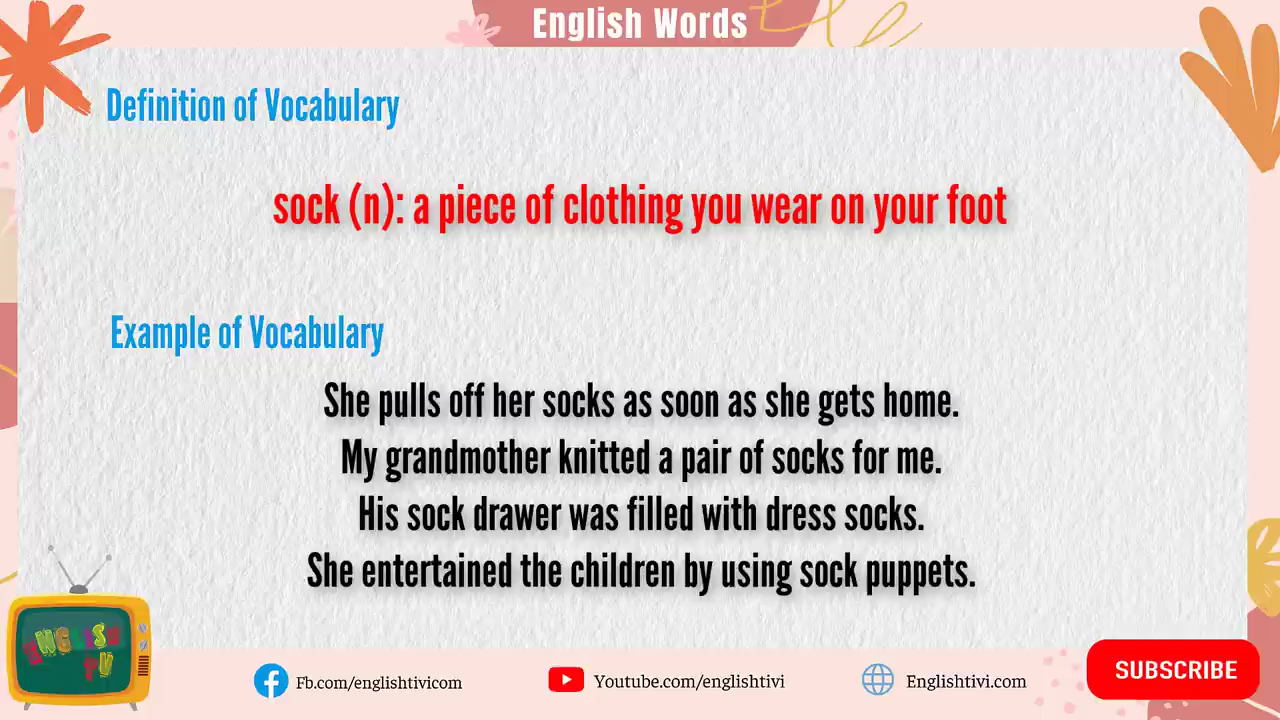 English Words
Definition of Vocabulary
sock (n): a piece of clothing you wear on your foot
Example of Vocabulary
She pulls off her socks as soon as she gets home.
My grandmother knitted a pair of socks for me.
His sock drawer was filled with dress socks.
She entertained the children by using sock puppets.
ENGLISH
TV
Fb.com/englishtivicom
Youtube.com/englishtivi
Englishtivi.com
SUBSCRIBE